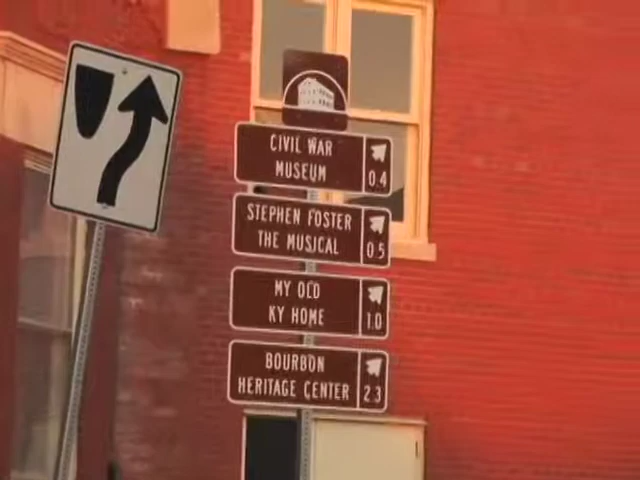 CIVIL WAR
MUSEUM
0.4
STEPHEN FOSTER
THE MUSICAL
0.5
MY OLD
KY HOME
1.0
BOURBON
HERITAGE CENTER
2.3